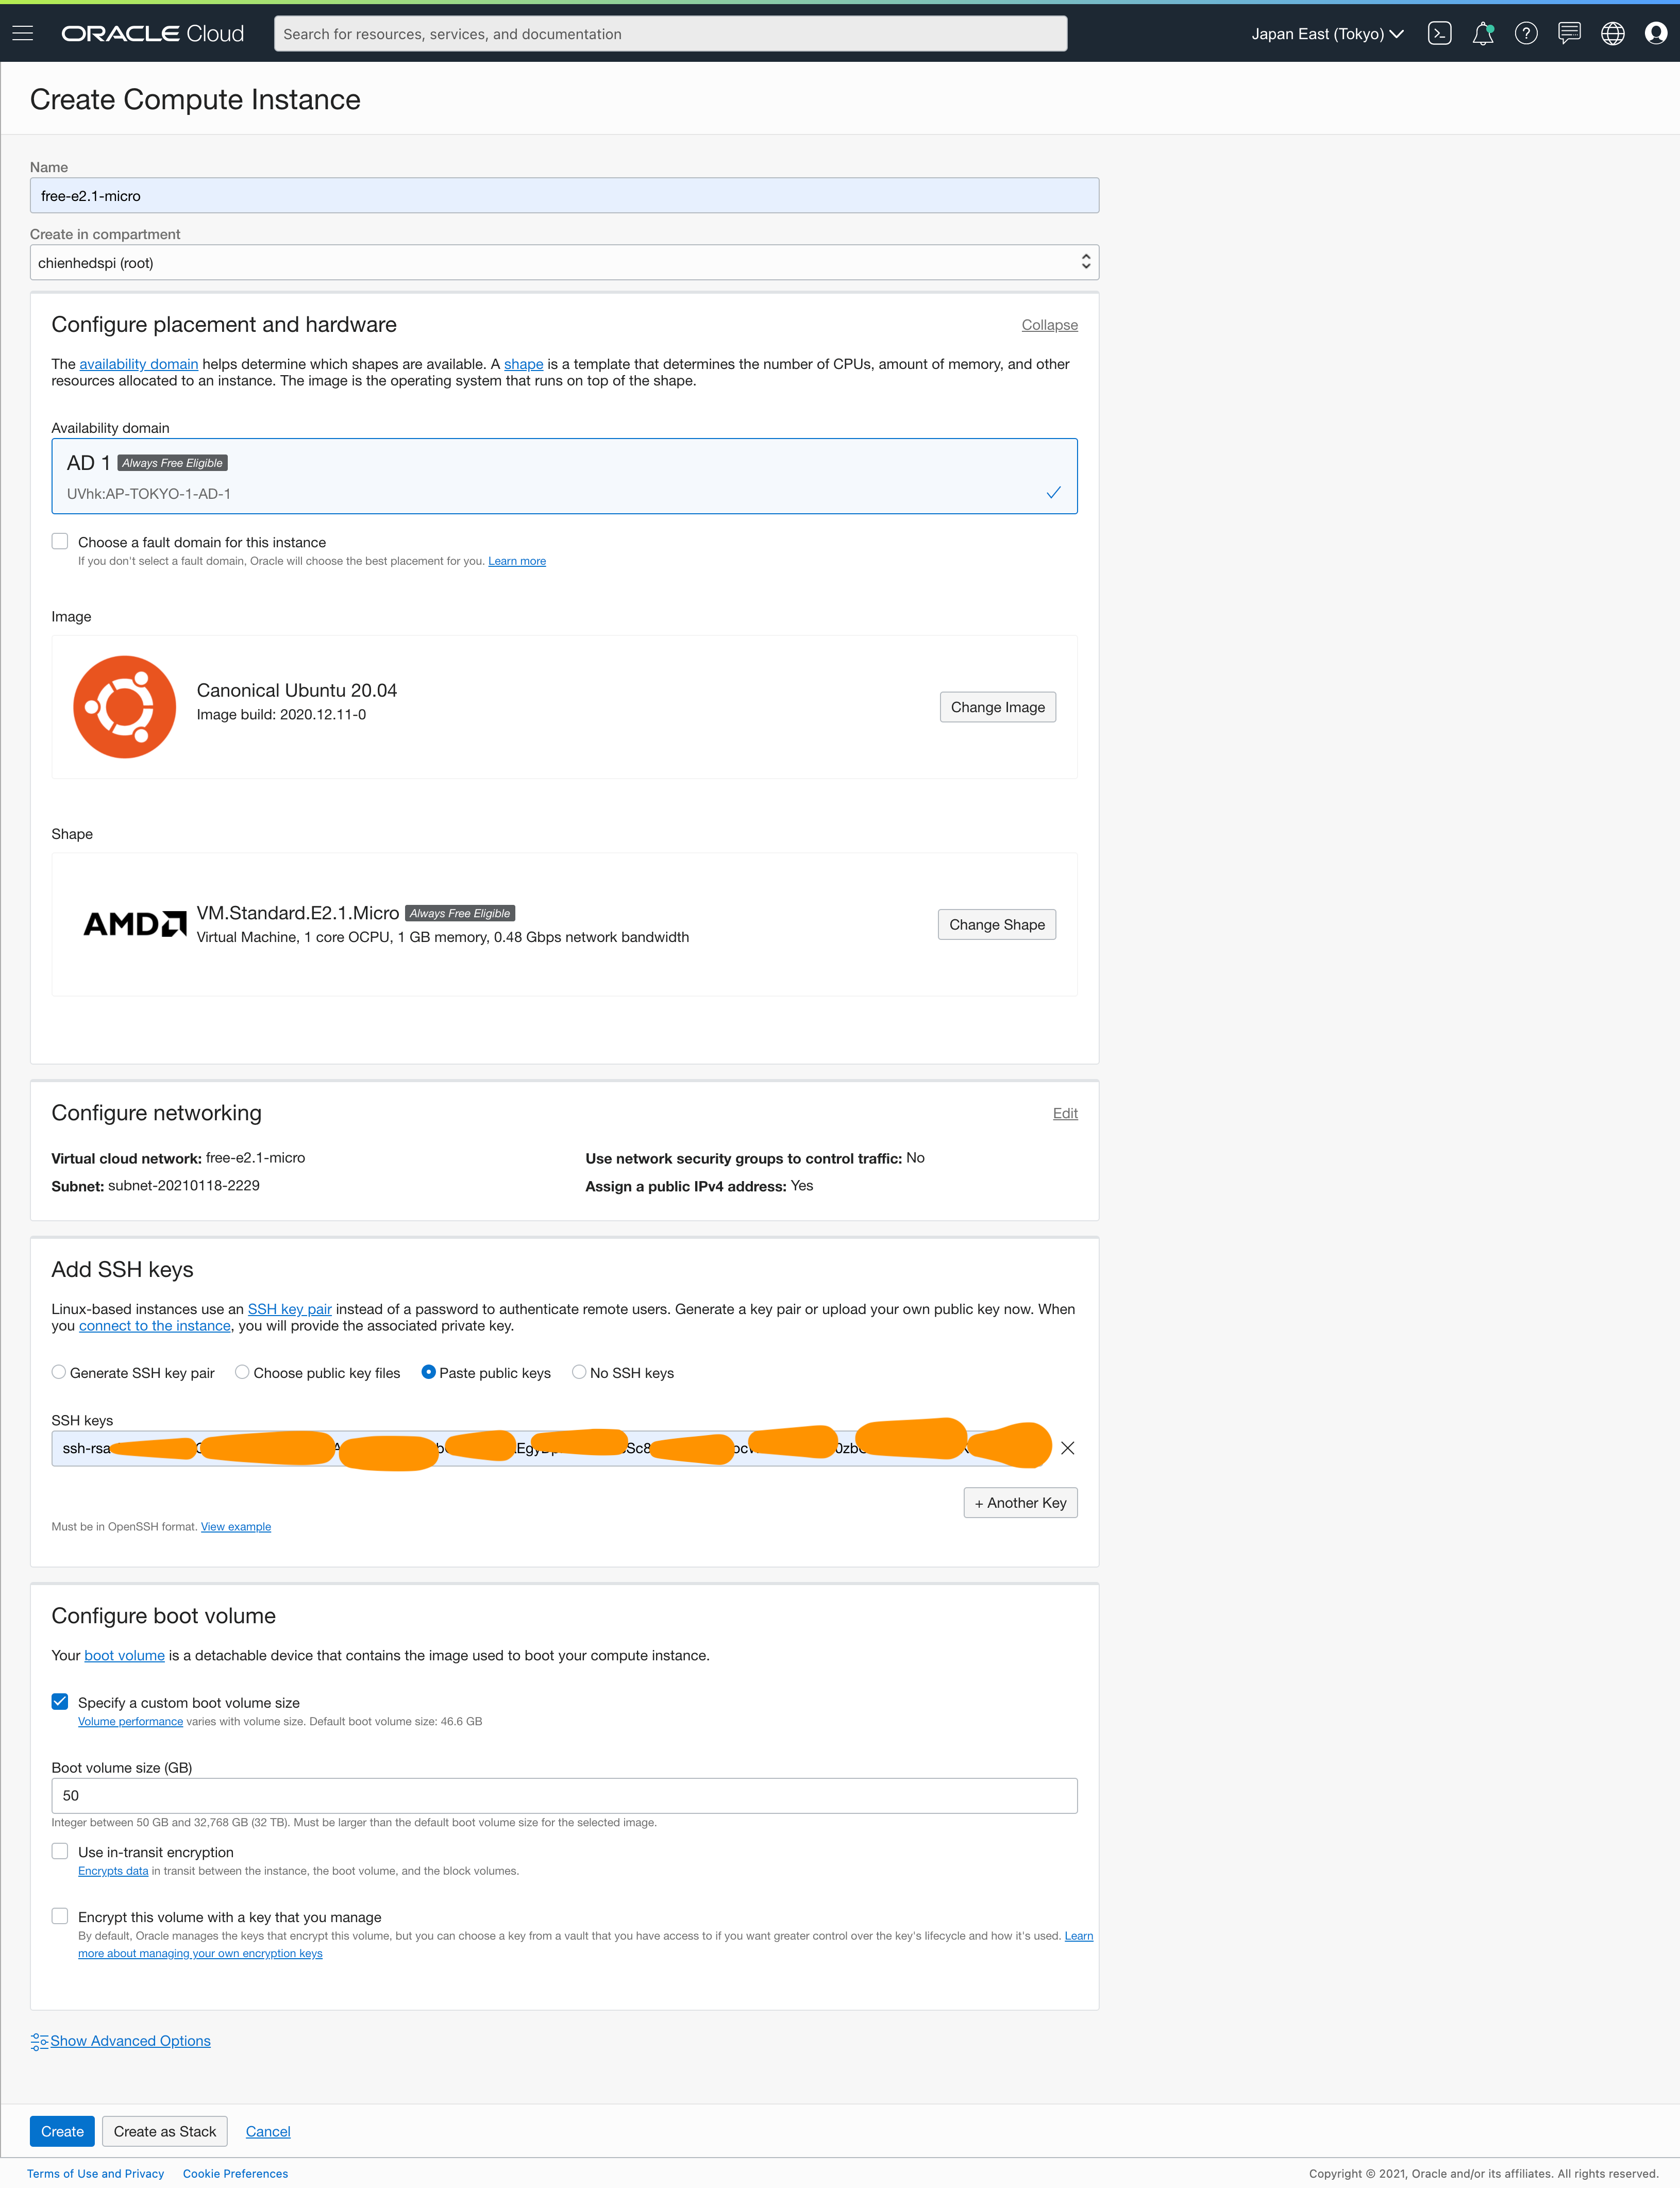 ORACLE Cloud
Search for resources, services, and documentation
Japan East (Tokyo)
Create Compute Instance
Name
free-e2.1-micro
Create in compartment
chienhedspi (root)
Configure placement and hardware
Collapse
The availability domain helps determine which shapes are available. A shape is a template that determines the number of CPUs, amount of memory, and other
resources allocated to an instance. The image is the operating system that runs on top of the shape.
Availability domain
AD 1 Always Free Eligible
UVhk:AP-TOKYO-1-AD-1
Choose a fault domain for this instance
If you don't select a fault domain, Oracle will choose the best placement for you. Learn more
Image
Canonical Ubuntu 20.04
Image build: 2020.12.11-0
Change Image
Shape
AMD
VM.Standard.E2.1.Micro Always Free Eligible
Virtual Machine, 1 core OCPU, 1 GB memory, 0.48 Gbps network bandwidth
Change Shape
Configure networking
Edit
Virtual cloud network: free-e2.1-micro
Use network security groups to control traffic: No
Subnet: subnet-20210118-2229
Assign a public IPv4 address: Yes
Add SSH keys
Linux-based instances use an SSH key pair instead of a password to authenticate remote users. Generate a key pair or upload your own public key now. When
you connect to the instance, you will provide the associated private key.
Generate SSH key pair
Choose public key files
Paste public keys
No SSH keys
SSH keys
ssh-rsa
+ Another Key
Must be in OpenSSH format. View example
Configure boot volume
Your boot volume is a detachable device that contains the image used to boot your compute instance.
Specify a custom boot volume size
Volume performance varies with volume size. Default boot volume size: 46.6 GB
Boot volume size (GB)
50
Integer between 50 GB and 32,768 GB (32 TB). Must be larger than the default boot volume size for the selected image.
Use in-transit encryption
Encrypts data in transit between the instance, the boot volume, and the block volumes.
Encrypt this volume with a key that you manage
By default, Oracle manages the keys that encrypt this volume, but you can choose a key from a vault that you have access to if you want greater control over the key's lifecycle and how it's used. Learn
more about managing your own encryption keys
Show Advanced Options
Create
Create as Stack
Cancel
Terms of Use and Privacy
Cookie Preferences
Copyright © 2021, Oracle and/or its affiliates. All rights reserved.